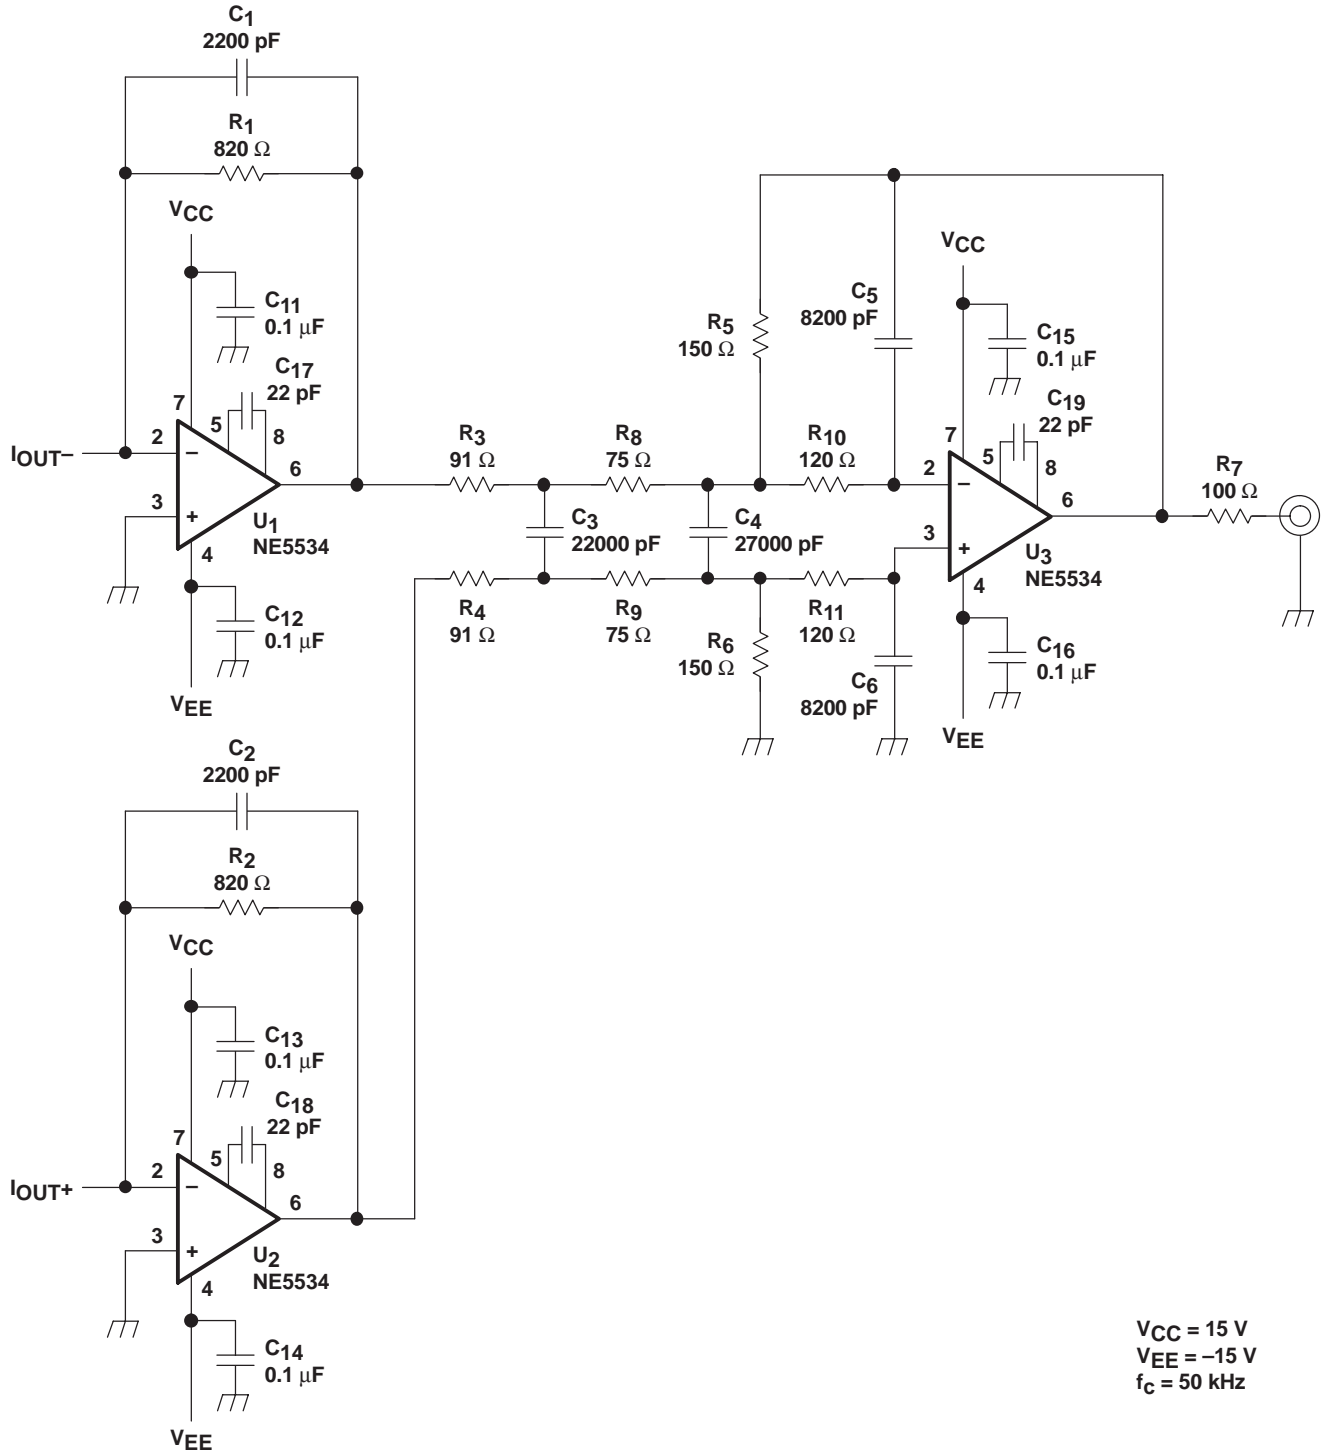 C1
2200 pF
R1
820 Ω
VCC
C11
0.1 μF
C17
22 pF
7
5
8
2
IOUT–
–
6
3
+
U1
NE5534
4
C12
0.1 μF
VEE
R3
91 Ω
R8
75 Ω
R10
120 Ω
C3
22000 pF
C4
27000 pF
R4
91 Ω
R9
75 Ω
R11
120 Ω
R5
150 Ω
C5
8200 pF
R6
150 Ω
C6
8200 pF
VCC
C15
0.1 μF
C19
22 pF
7
5
8
2
–
6
3
+
U3
NE5534
4
C16
0.1 μF
VEE
R7
100 Ω
C2
2200 pF
R2
820 Ω
VCC
C13
0.1 μF
C18
22 pF
7
5
8
2
IOUT+
–
6
3
+
U2
NE5534
4
C14
0.1 μF
VEE
VCC = 15 V
VEE = –15 V
fc = 50 kHz